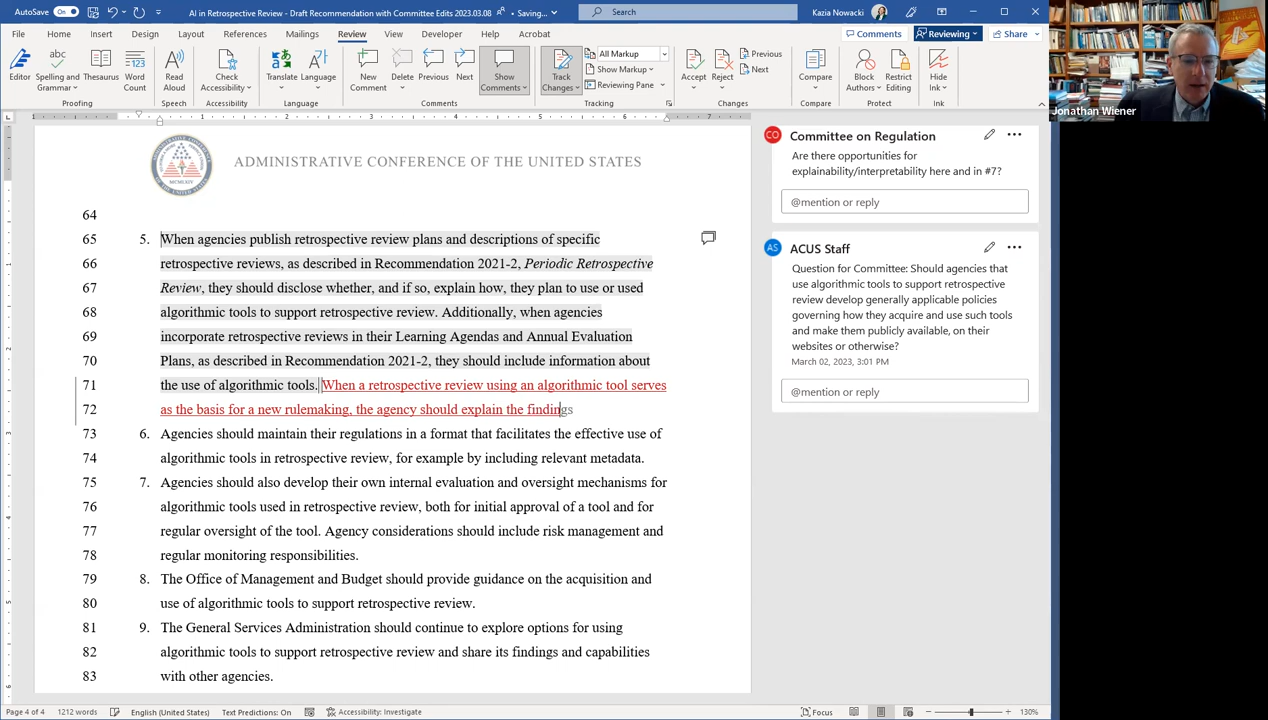 AutoSave
On
AI in Retrospective Review - Draft Recommendation with Committee Edits 2023.03.08 • Saving...
Search
Kazia Nowacki
File Home Insert Draw Design Layout References Mailings Review View Developer Help Acrobat
Comments
Reviewing
Share
Editor
Spelling and Grammar
Thesaurus
Word Count
Read Aloud
Check Accessibility
Translate
Language
New Comment
Delete
Previous
Next
Show Comments
Track Changes
All Markup
Show Markup
Reviewing Pane
Accept
Reject
Previous
Next
Compare
Block Authors
Restrict Editing
Hide Ink
Proofing
Speech
Accessibility
Language
Comments
Tracking
Changes
Compare
Protect
Ink
Jonathan Wiener
1 1 2 3 4 5 6 7
ADMINISTRATIVE CONFERENCE OF THE UNITED STATES
64
65 5. When agencies publish retrospective review plans and descriptions of specific
66 retrospective reviews, as described in Recommendation 2021-2, Periodic Retrospective
67 Review, they should disclose whether, and if so, explain how, they plan to use or used
68 algorithmic tools to support retrospective review. Additionally, when agencies
69 incorporate retrospective reviews in their Learning Agendas and Annual Evaluation
70 Plans, as described in Recommendation 2021-2, they should include information about
71 the use of algorithmic tools. When a retrospective review using an algorithmic tool serves
72 as the basis for a new rulemaking, the agency should explain the findings
73 6. Agencies should maintain their regulations in a format that facilitates the effective use of
74 algorithmic tools in retrospective review, for example by including relevant metadata.
75 7. Agencies should also develop their own internal evaluation and oversight mechanisms for
76 algorithmic tools used in retrospective review, both for initial approval of a tool and for
77 regular oversight of the tool. Agency considerations should include risk management and
78 regular monitoring responsibilities.
79 8. The Office of Management and Budget should provide guidance on the acquisition and
80 use of algorithmic tools to support retrospective review.
81 9. The General Services Administration should continue to explore options for using
82 algorithmic tools to support retrospective review and share its findings and capabilities
83 with other agencies.
CO Committee on Regulation
Are there opportunities for
explainability/interpretability here and in #7?
@mention or reply
AS ACUS Staff
Question for Committee: Should agencies that
use algorithmic tools to support retrospective
review develop generally applicable policies
governing how they acquire and use such tools
and make them publicly available, on their
websites or otherwise?
March 02, 2023, 3:01 PM
@mention or reply
Page 4 of 4 1212 words English (United States) Text Predictions: On Accessibility: Investigate Focus 130%